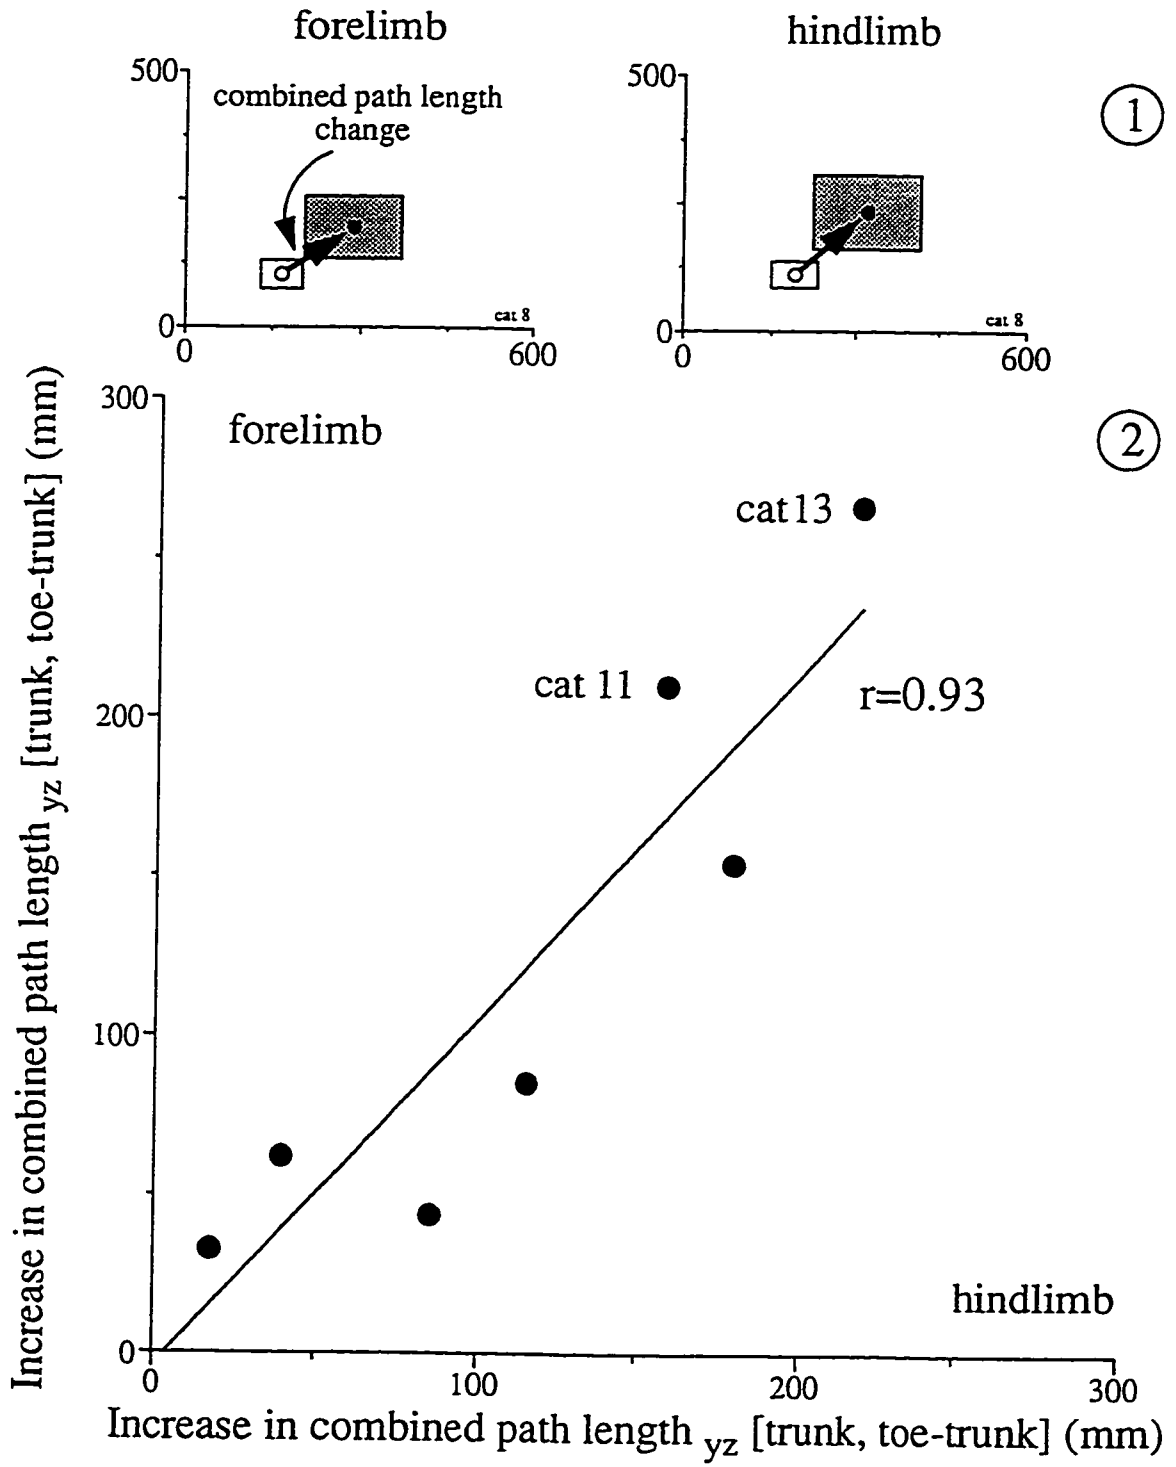 forelimb
hindlimb
500
500
1
combined path length
change
cat 8
cat 8
0
0
0
600
0
600
300
forelimb
2
cat 13
cat 11
r=0.93
200
100
hindlimb
0
0
100
200
300
Increase in combined path length yz [trunk, toe-trunk] (mm)
Increase in combined path length yz [trunk, toe-trunk] (mm)